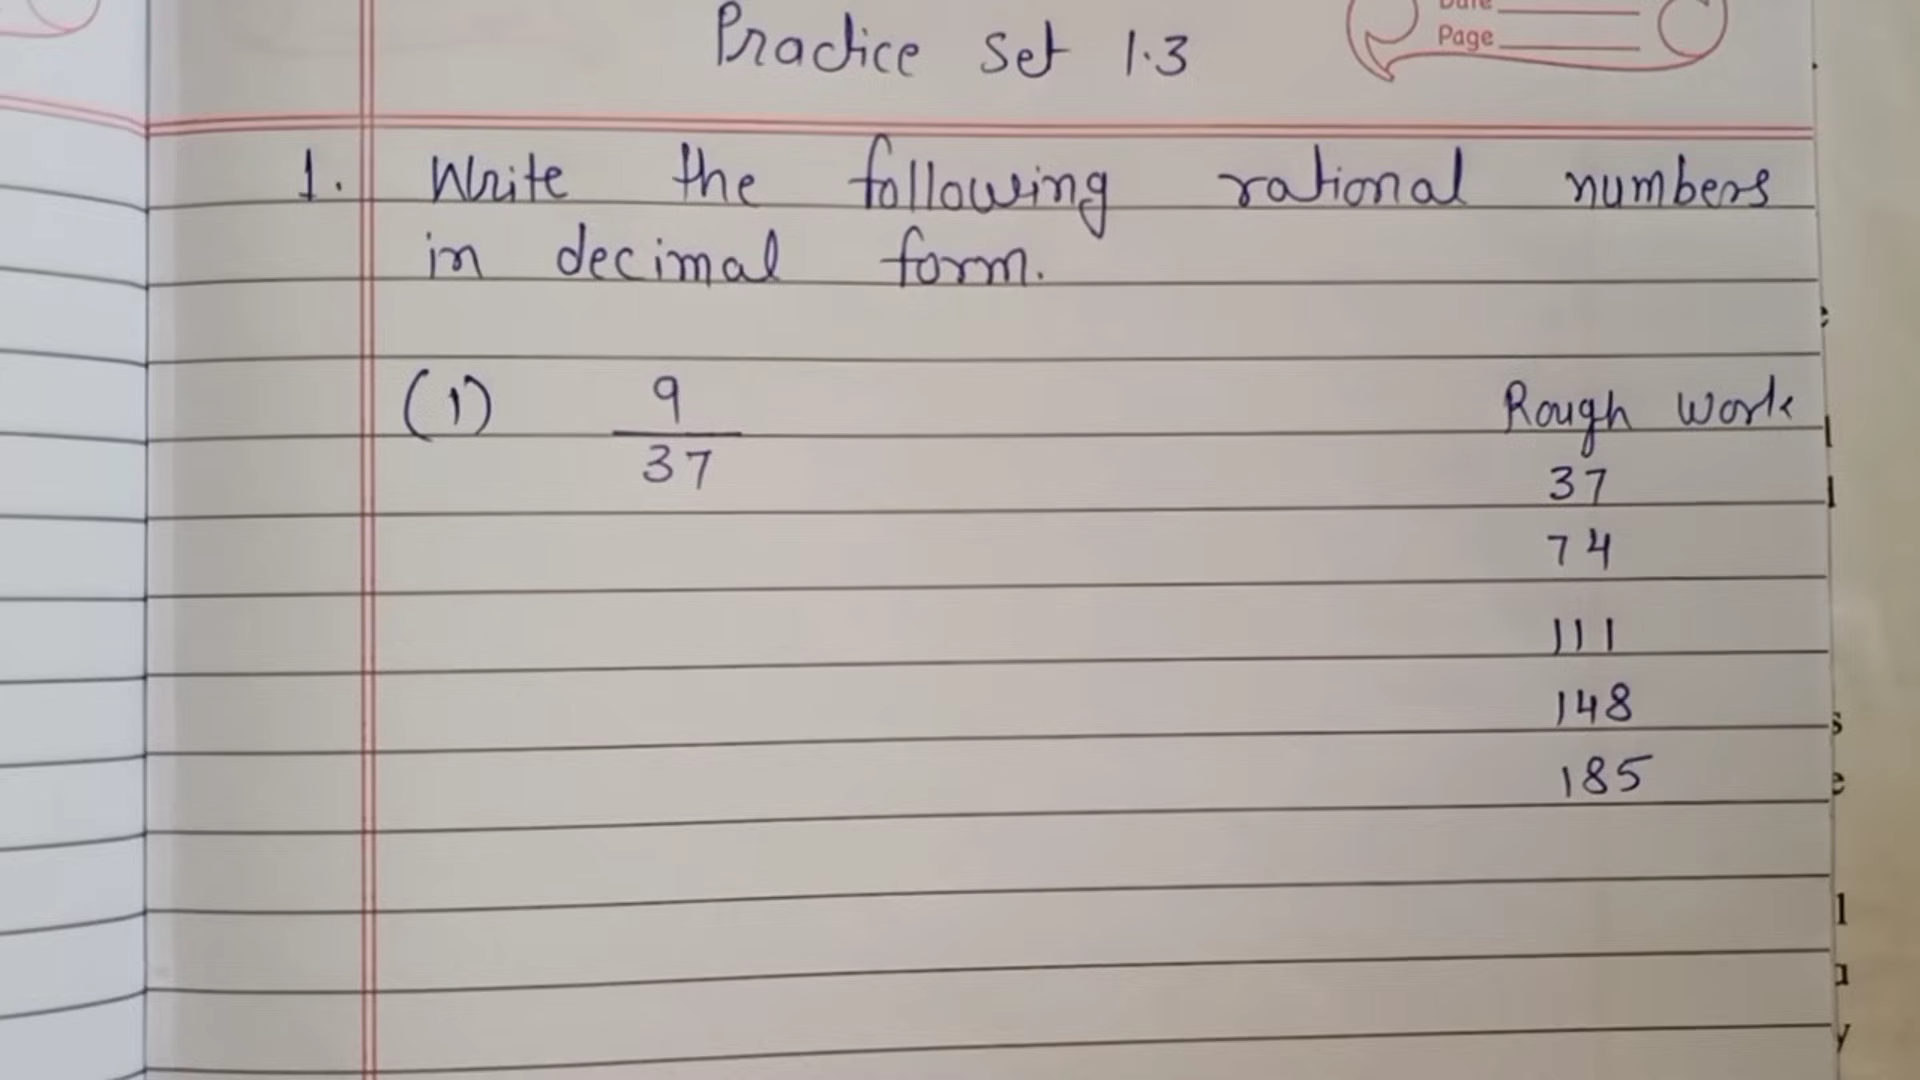 Date
Page
Practice Set 1.3
1. Write the following rational numbers
in decimal form.
(1) 9/37
Rough Work
37
74
111
148
185